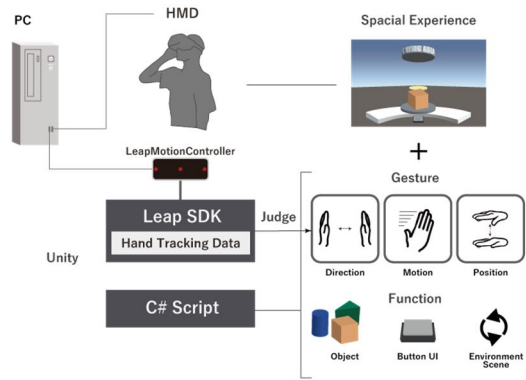 PC
HMD
Spacial Experience
LeapMotionController
+
Gesture
Leap SDK
Hand Tracking Data
Judge
Unity
Direction
Motion
Position
C# Script
Function
Object
Button UI
Environment
Scene